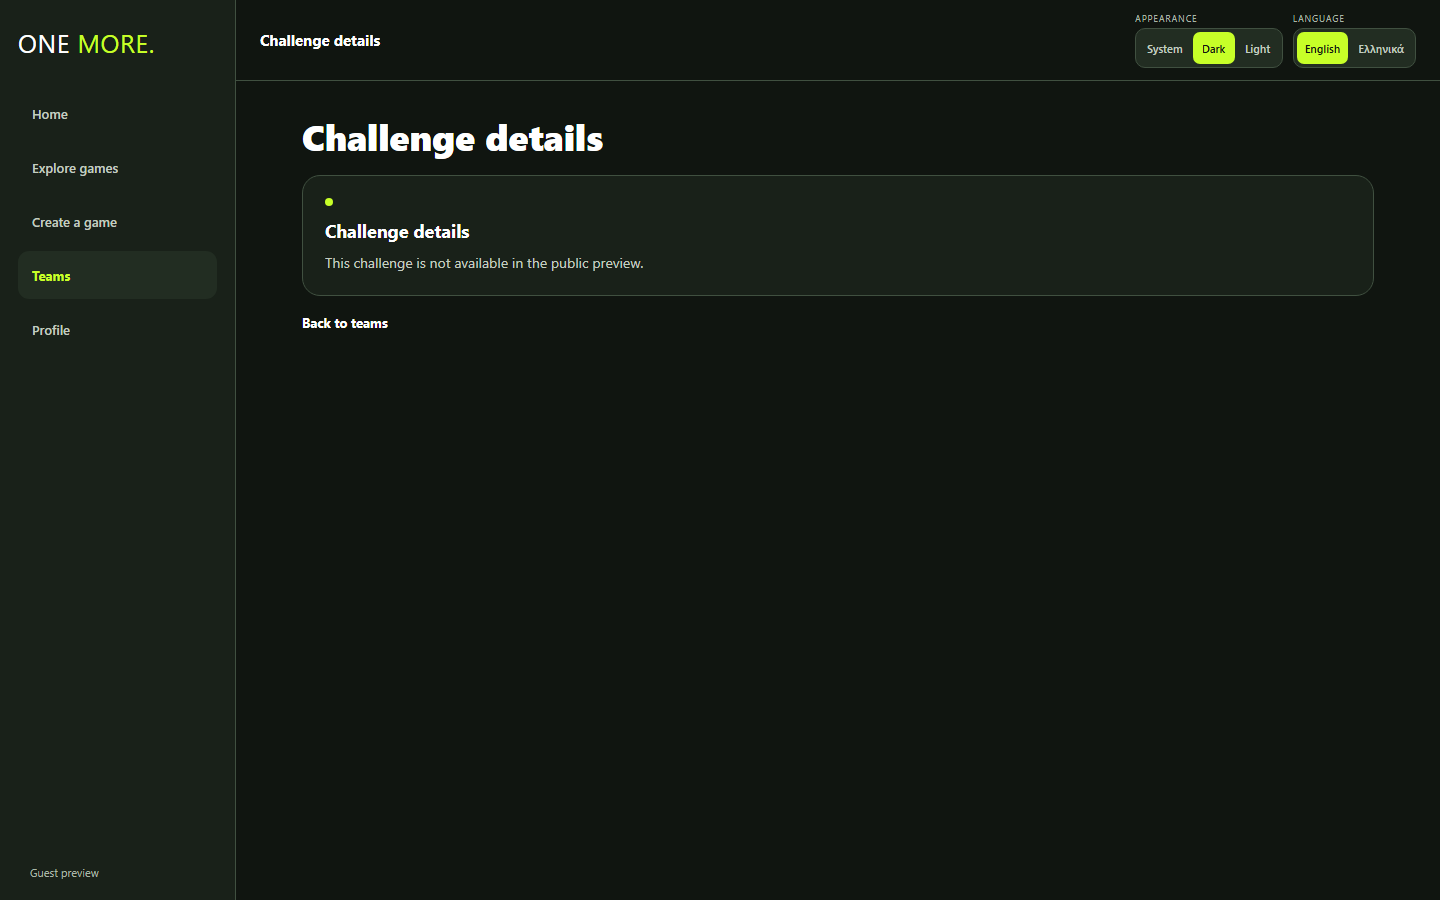 ONE MORE.
Home
Explore games
Create a game
Teams
Profile
Guest preview
Challenge details
APPEARANCE
System Dark Light
LANGUAGE
English Ελληνικά
Challenge details
Challenge details
This challenge is not available in the public preview.
Back to teams